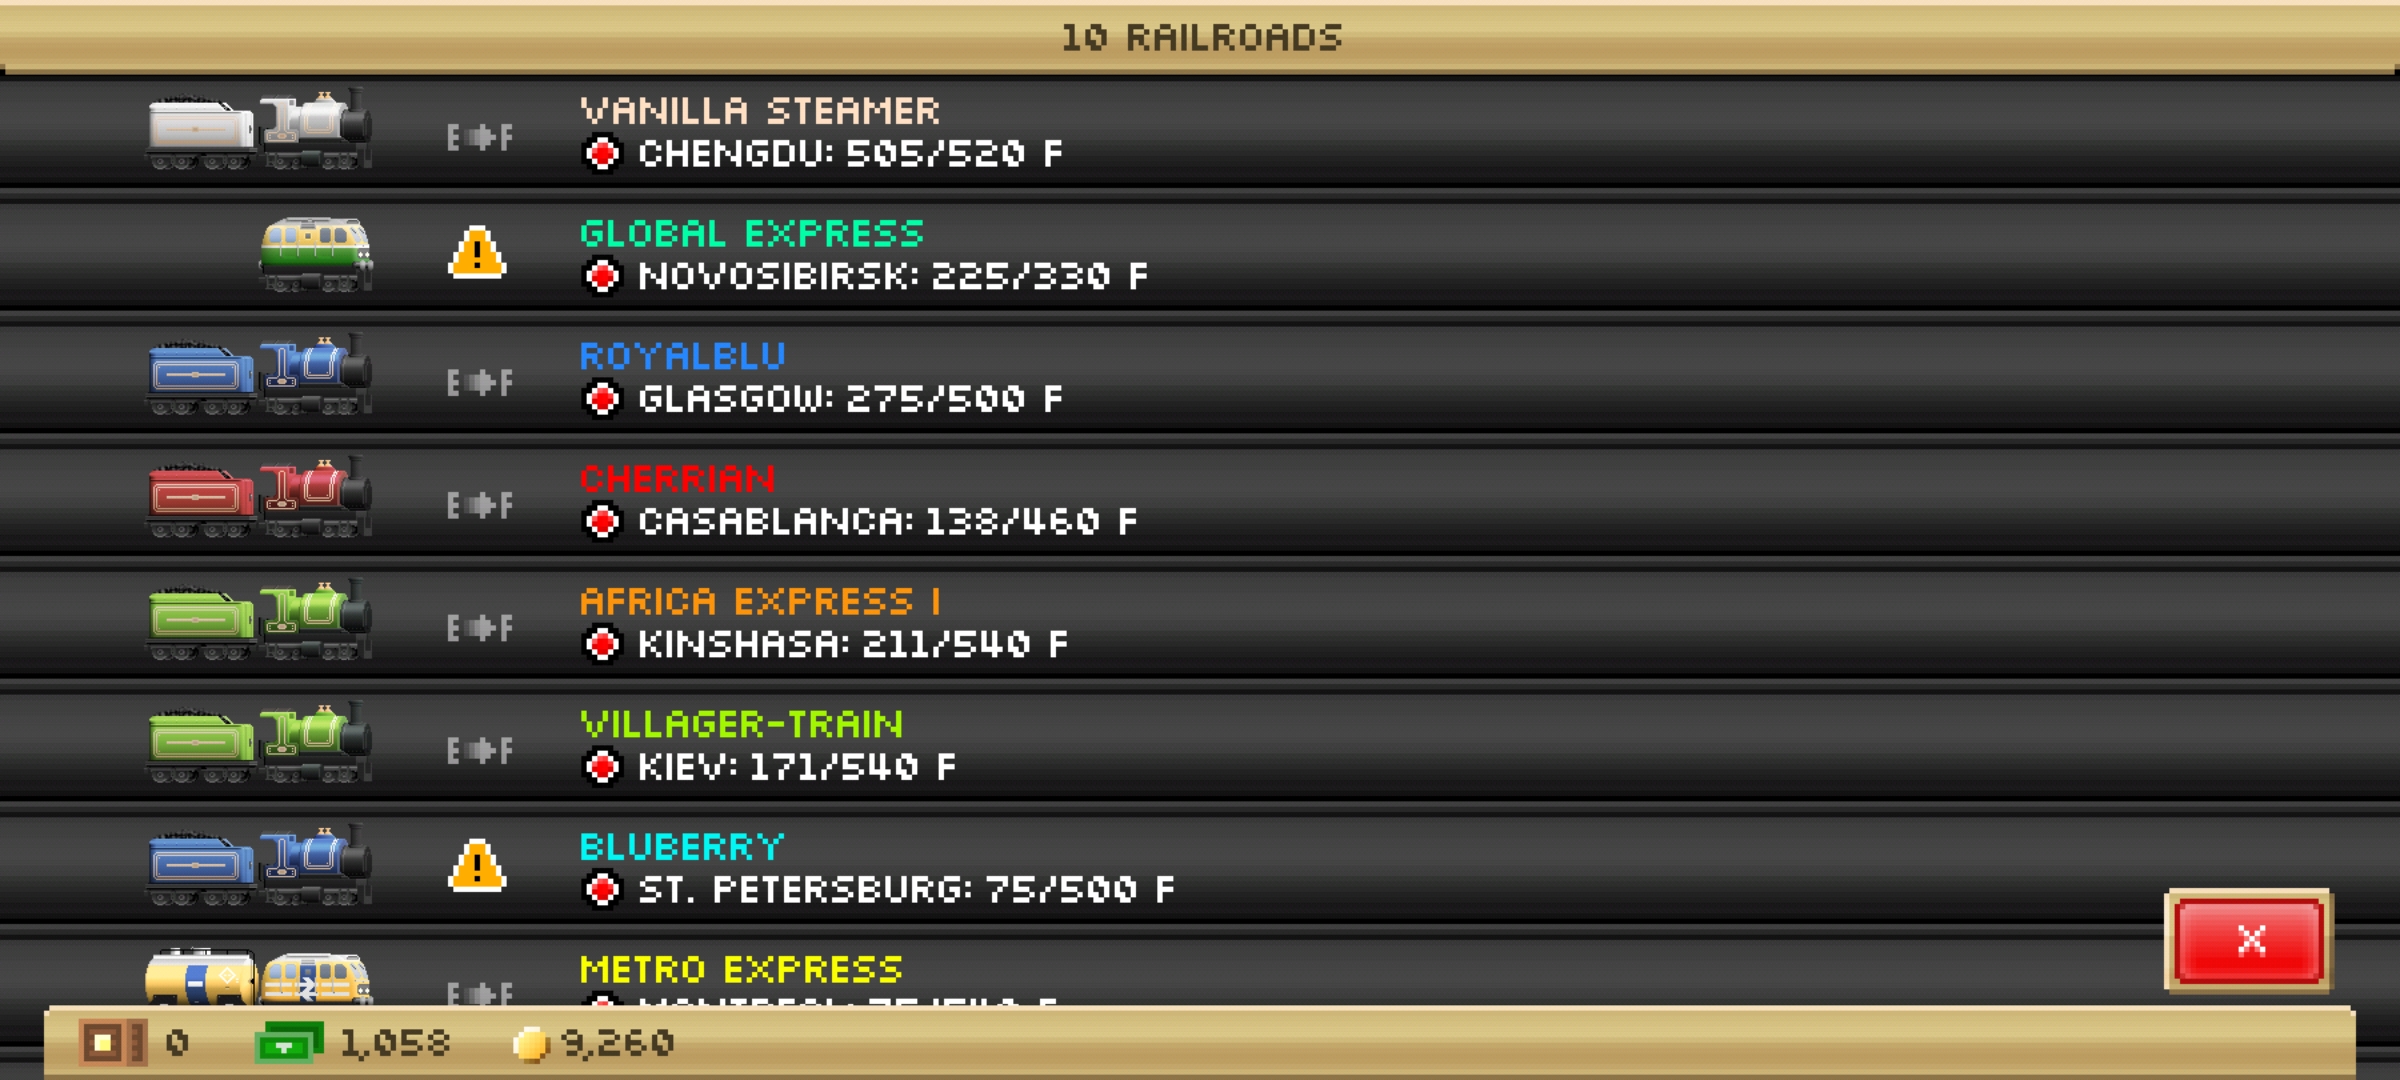 10 RAILROADS
VANILLA STEAMER
E F
CHENGDU: 505/520 F
GLOBAL EXPRESS
!
NOVOSIBIRSK: 225/330 F
ROYALBLU
E F
GLASGOW: 275/500 F
CHERRIAN
E F
CASABLANCA: 138/460 F
AFRICA EXPRESS I
E F
KINSHASA: 211/540 F
VILLAGER-TRAIN
E F
KIEV: 171/540 F
BLUBERRY
!
ST. PETERSBURG: 75/500 F
METRO EXPRESS
E F
X
0 1,058 9,260